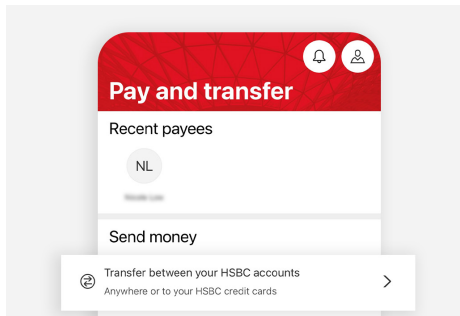 Pay and transfer
Recent payees
NL
Send money
Transfer between your HSBC accounts
Anywhere or to your HSBC credit cards